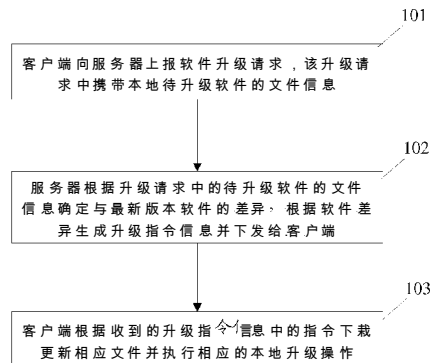 101
客户端向服务器上报软件升级请求，该升级请
求中携带本地待升级软件的文件信息
102
服务器根据升级请求中的待升级软件的文件
信息确定与最新版本软件的差异，根据软件差
异生成升级指令信息并下发给客户端
103
客户端根据收到的升级指令信息中的指令下载
更新相应文件并执行相应的本地升级操作